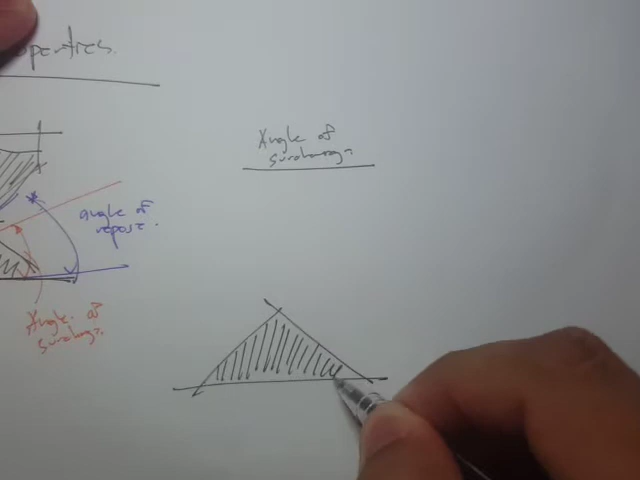 operties.
Angle of
surcharge
angle of
repose.
Angle of
surcharge